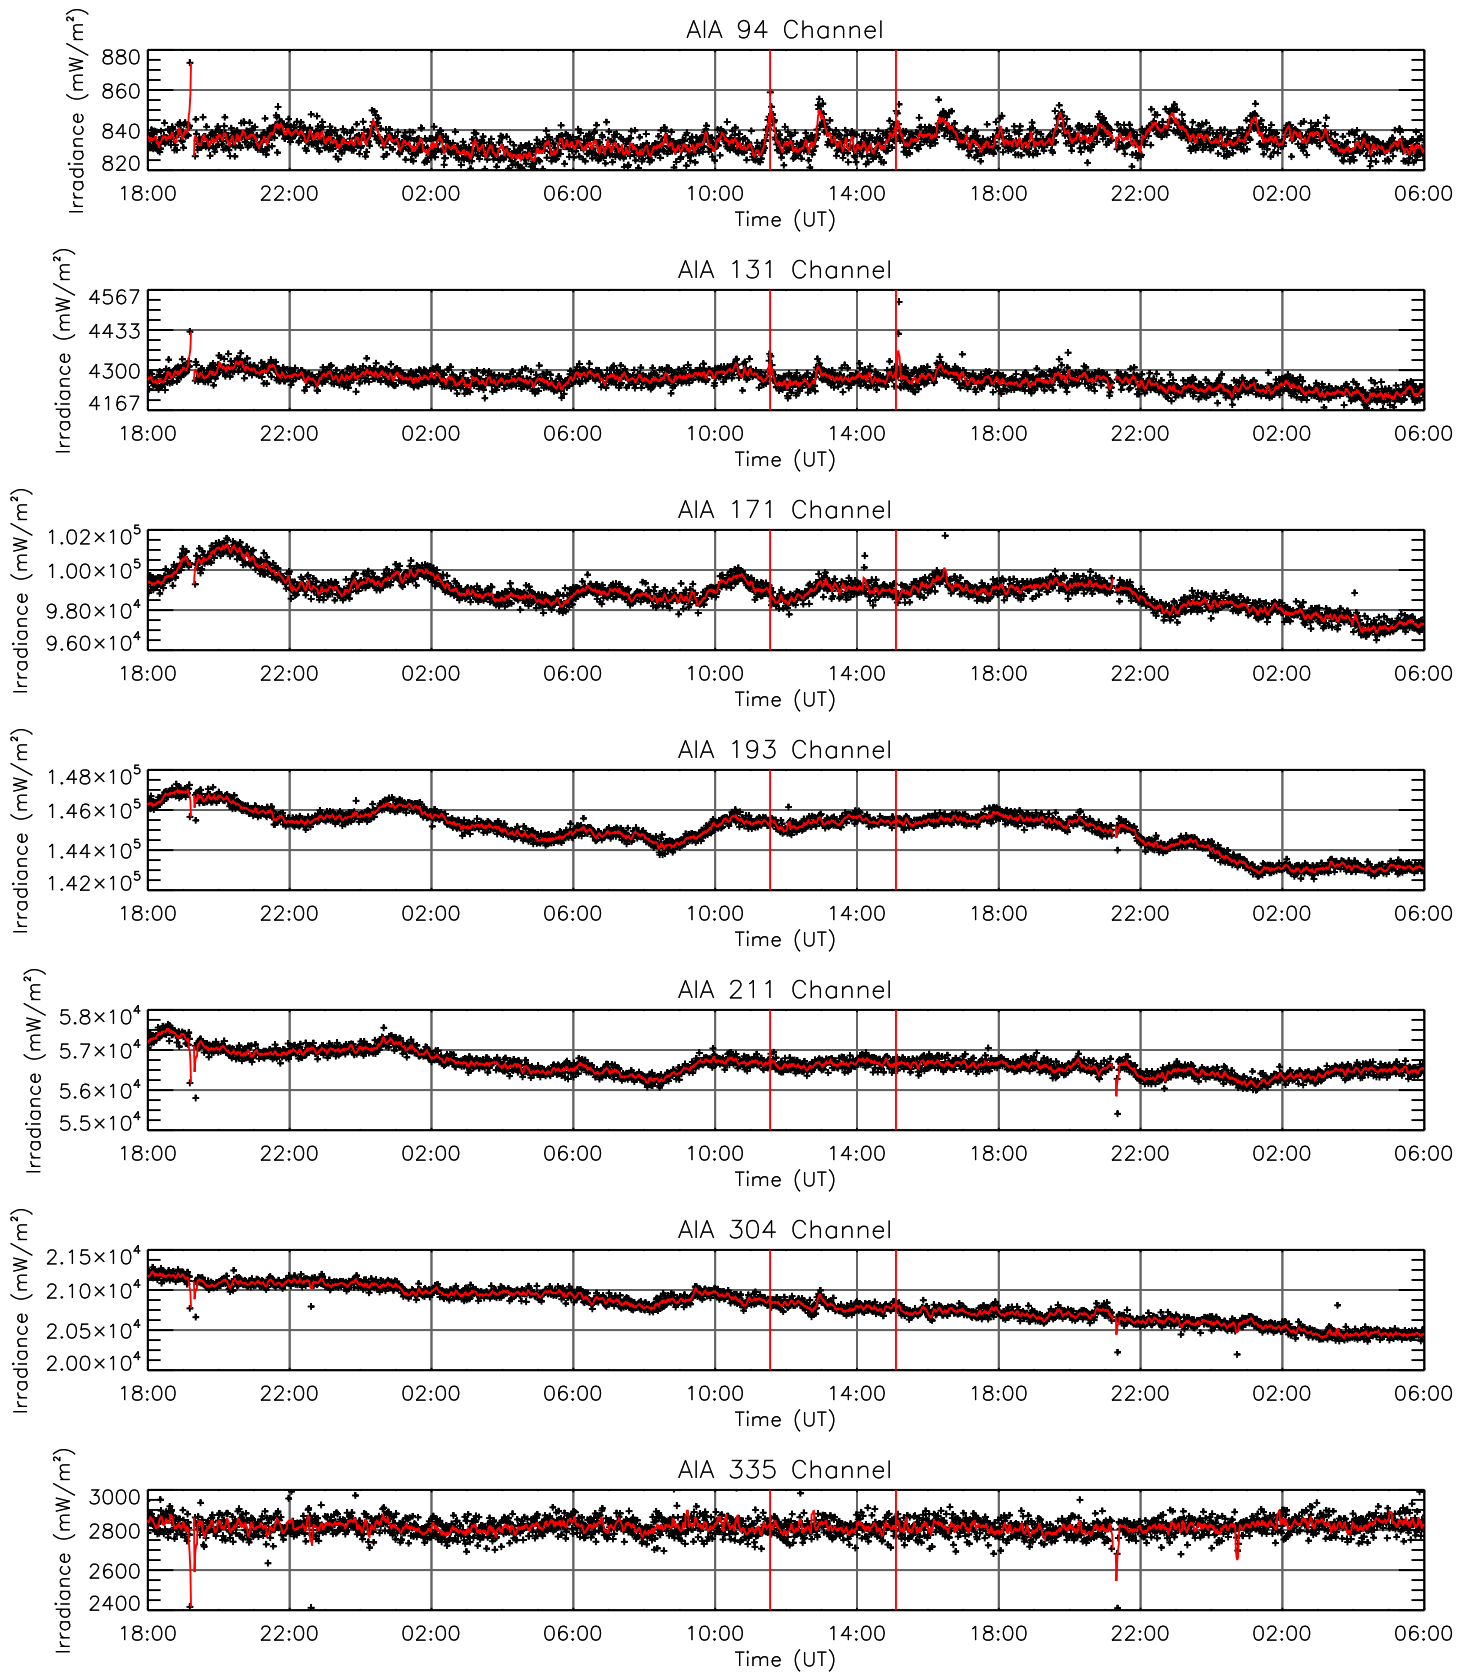 AIA 94 Channel
Irradiance (mW/m²)
880
860
840
820
18:00 22:00 02:00 06:00 10:00 14:00 18:00 22:00 02:00 06:00
Time (UT)
AIA 131 Channel
Irradiance (mW/m²)
4567
4433
4300
4167
18:00 22:00 02:00 06:00 10:00 14:00 18:00 22:00 02:00 06:00
Time (UT)
AIA 171 Channel
Irradiance (mW/m²)
1.02×10⁵
1.00×10⁵
9.80×10⁴
9.60×10⁴
18:00 22:00 02:00 06:00 10:00 14:00 18:00 22:00 02:00 06:00
Time (UT)
AIA 193 Channel
Irradiance (mW/m²)
1.48×10⁵
1.46×10⁵
1.44×10⁵
1.42×10⁵
18:00 22:00 02:00 06:00 10:00 14:00 18:00 22:00 02:00 06:00
Time (UT)
AIA 211 Channel
Irradiance (mW/m²)
5.8×10⁴
5.7×10⁴
5.6×10⁴
5.5×10⁴
18:00 22:00 02:00 06:00 10:00 14:00 18:00 22:00 02:00 06:00
Time (UT)
AIA 304 Channel
Irradiance (mW/m²)
2.15×10⁴
2.10×10⁴
2.05×10⁴
2.00×10⁴
18:00 22:00 02:00 06:00 10:00 14:00 18:00 22:00 02:00 06:00
Time (UT)
AIA 335 Channel
Irradiance (mW/m²)
3000
2800
2600
2400
18:00 22:00 02:00 06:00 10:00 14:00 18:00 22:00 02:00 06:00
Time (UT)